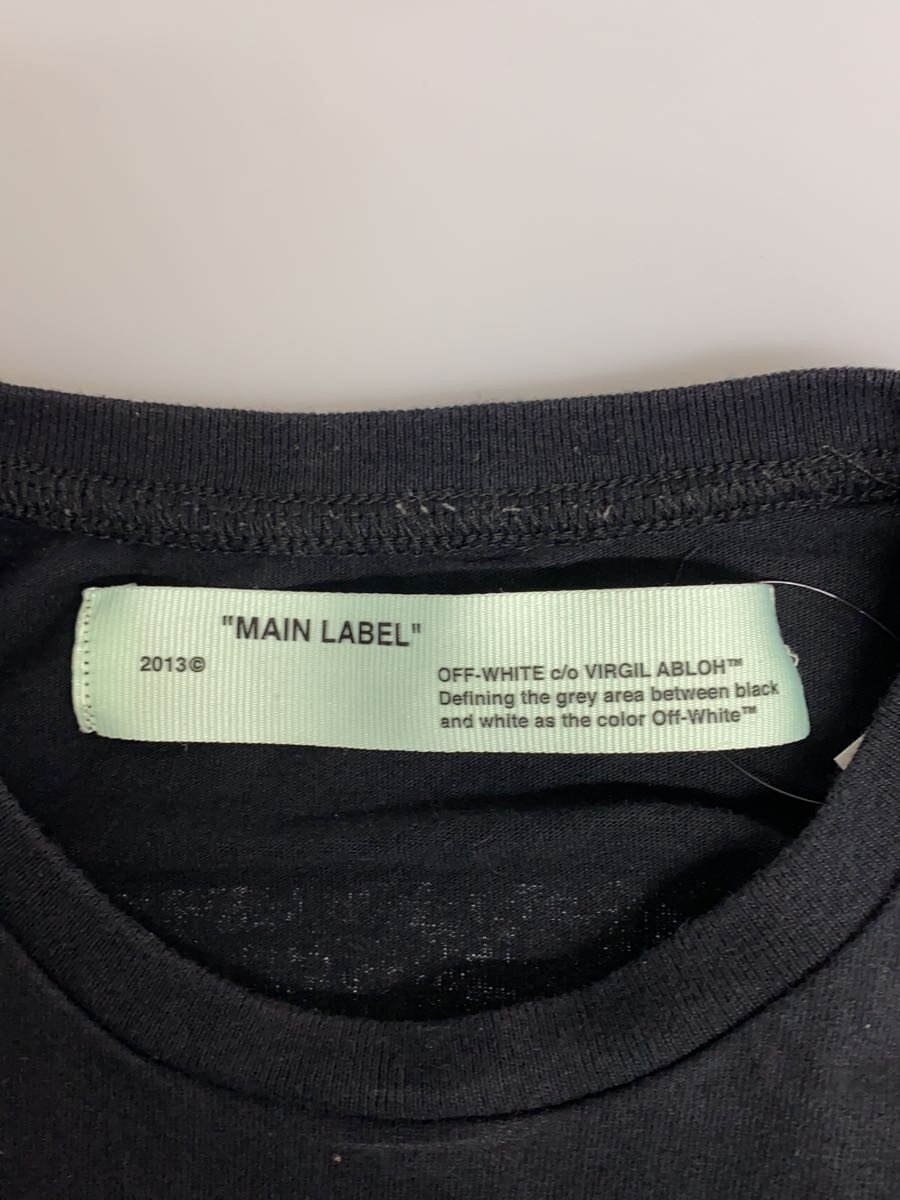 "MAIN LABEL"
2013©
OFF-WHITE c/o VIRGIL ABLOH™
Defining the grey area between black
and white as the color Off-White™